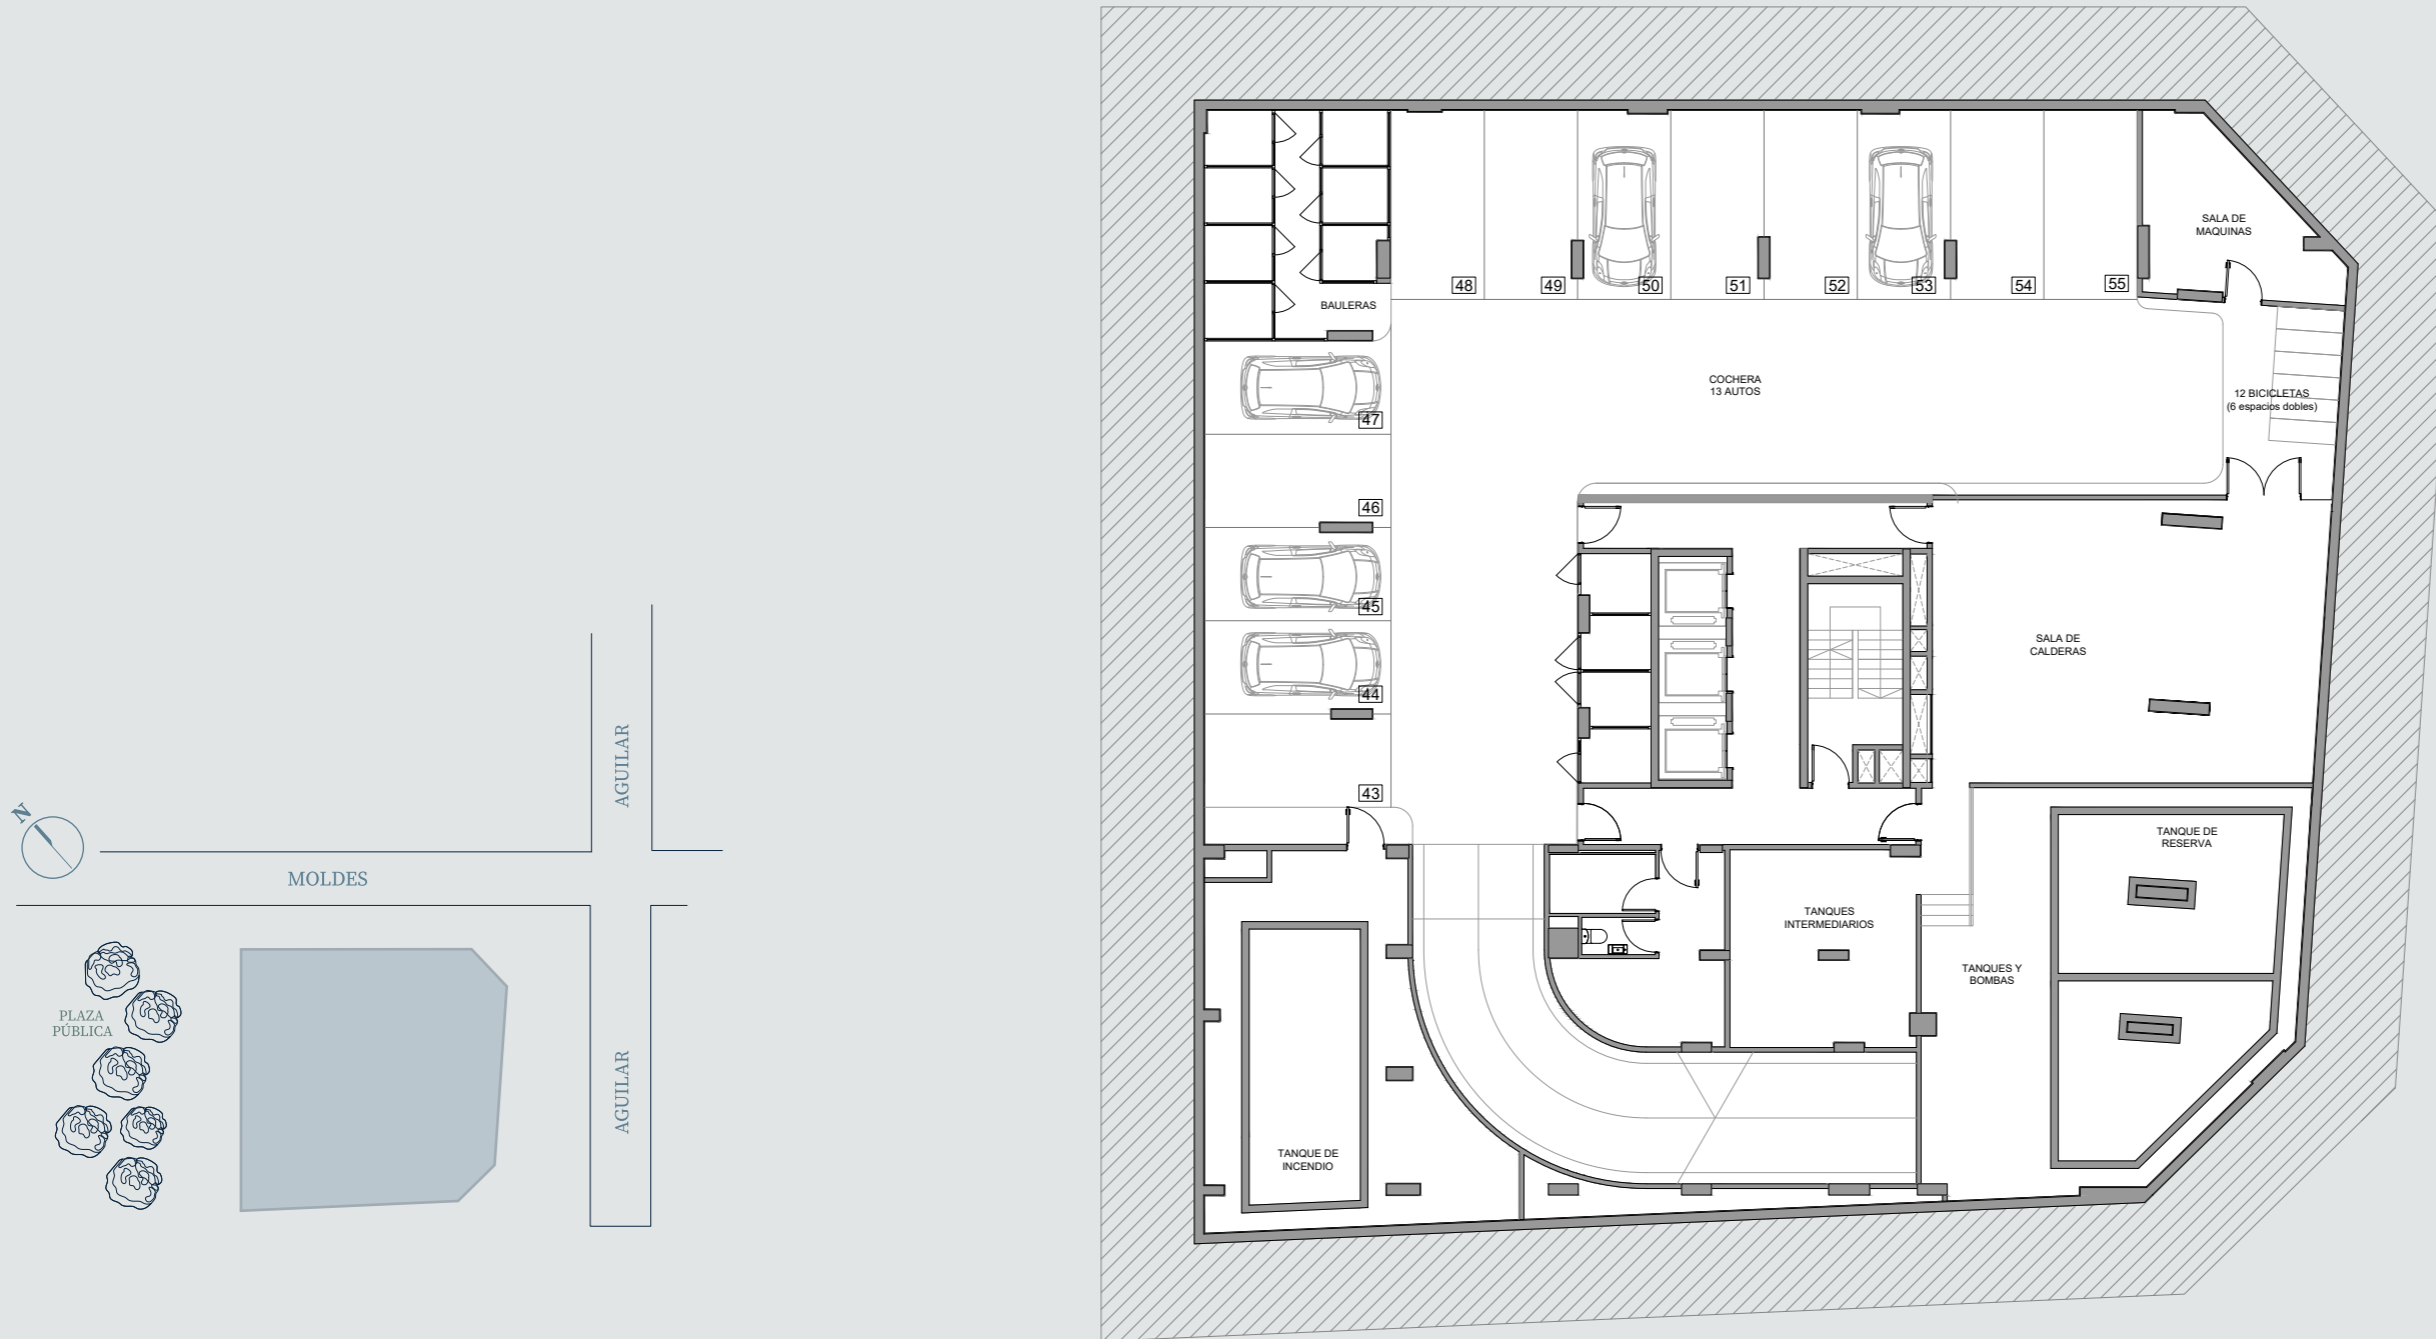 SALA DE
MAQUINAS
48
49
50
51
52
53
54
55
BAULERAS
COCHERA
13 AUTOS
12 BICICLETAS
(6 espacios dobles)
47
46
45
44
43
SALA DE
CALDERAS
TANQUE DE
RESERVA
TANQUES
INTERMEDIARIOS
TANQUES Y
BOMBAS
TANQUE DE
INCENDIO
AGUILAR
N
MOLDES
PLAZA
PÚBLICA
AGUILAR